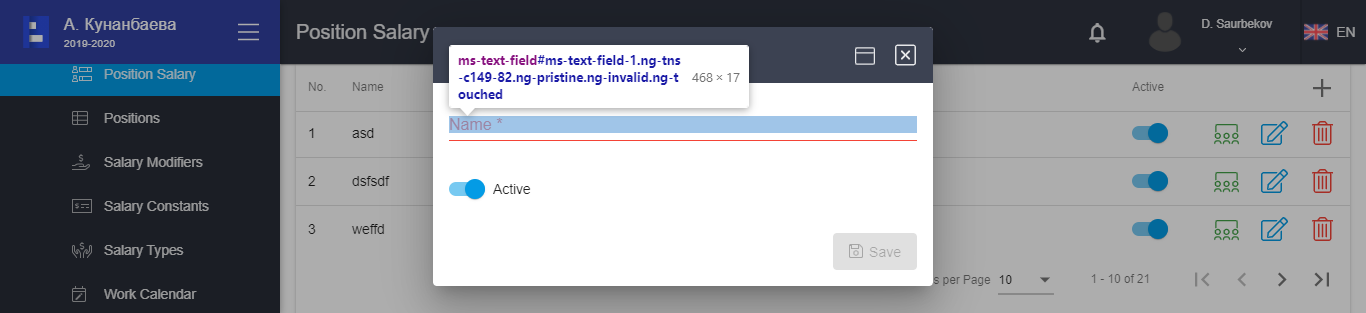 А. Кунанбаева
2019-2020
Position Salary
Positions
Salary Modifiers
Salary Constants
Salary Types
Work Calendar
Position Salary
D. Saurbekov
EN
ms-text-field#ms-text-field-1.ng-tns
-c149-82.ng-pristine.ng-invalid.ng-t
ouched
468 × 17
Name *
Active
Save
No. Name Active
1 asd
2 dsfsdf
3 weffd
per Page 10 1 - 10 of 21